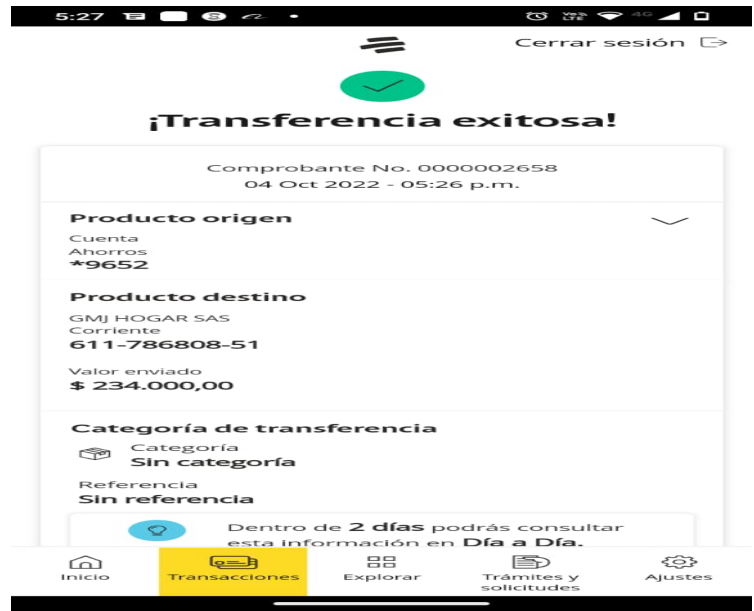 5:27
VoLTE 4G
Cerrar sesión
¡Transferencia exitosa!
Comprobante No. 0000002658
04 Oct 2022 - 05:26 p.m.
Producto origen
Cuenta
Ahorros
*9652
Producto destino
GMJ HOGAR SAS
Corriente
611-786808-51
Valor enviado
$ 234.000,00
Categoría de transferencia
Categoría
Sin categoría
Referencia
Sin referencia
Dentro de 2 días podrás consultar
esta información en Día a Día.
Inicio
Transacciones
Explorar
Trámites y
solicitudes
Ajustes